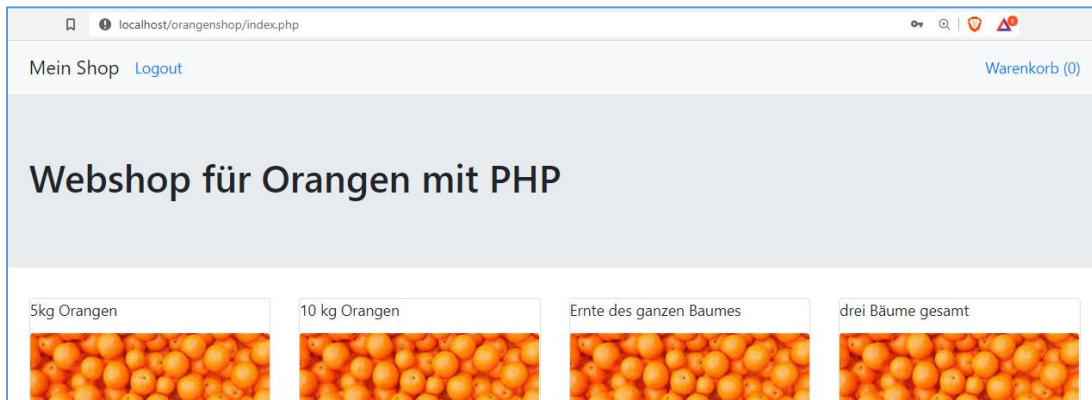 localhost/orangenshop/index.php
1
Mein Shop Logout Warenkorb (0)
Webshop für Orangen mit PHP
5kg Orangen 10 kg Orangen Ernte des ganzen Baumes drei Bäume gesamt